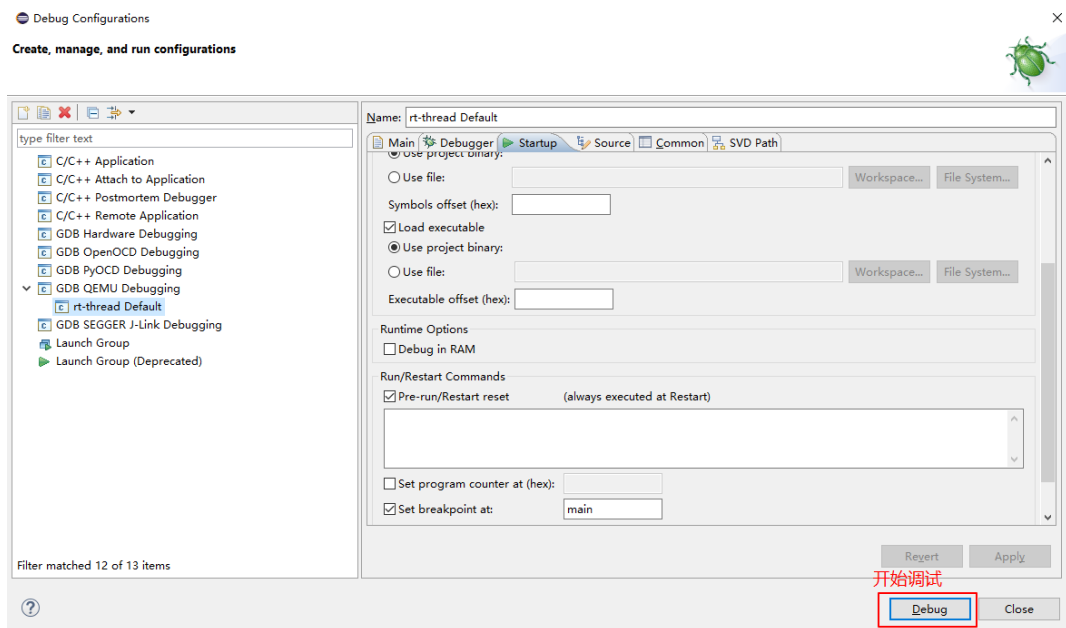 Debug Configurations
Create, manage, and run configurations
type filter text
C/C++ Application
C/C++ Attach to Application
C/C++ Postmortem Debugger
C/C++ Remote Application
GDB Hardware Debugging
GDB OpenOCD Debugging
GDB PyOCD Debugging
GDB QEMU Debugging
rt-thread Default
GDB SEGGER J-Link Debugging
Launch Group
Launch Group (Deprecated)
Filter matched 12 of 13 items
Name: rt-thread Default
Main Debugger Startup Source Common SVD Path
Use project binary:
Use file: Workspace... File System...
Symbols offset (hex):
Load executable
Use project binary:
Use file: Workspace... File System...
Executable offset (hex):
Runtime Options
Debug in RAM
Run/Restart Commands
Pre-run/Restart reset (always executed at Restart)
Set program counter at (hex):
Set breakpoint at: main
Revert Apply
开始调试
Debug Close